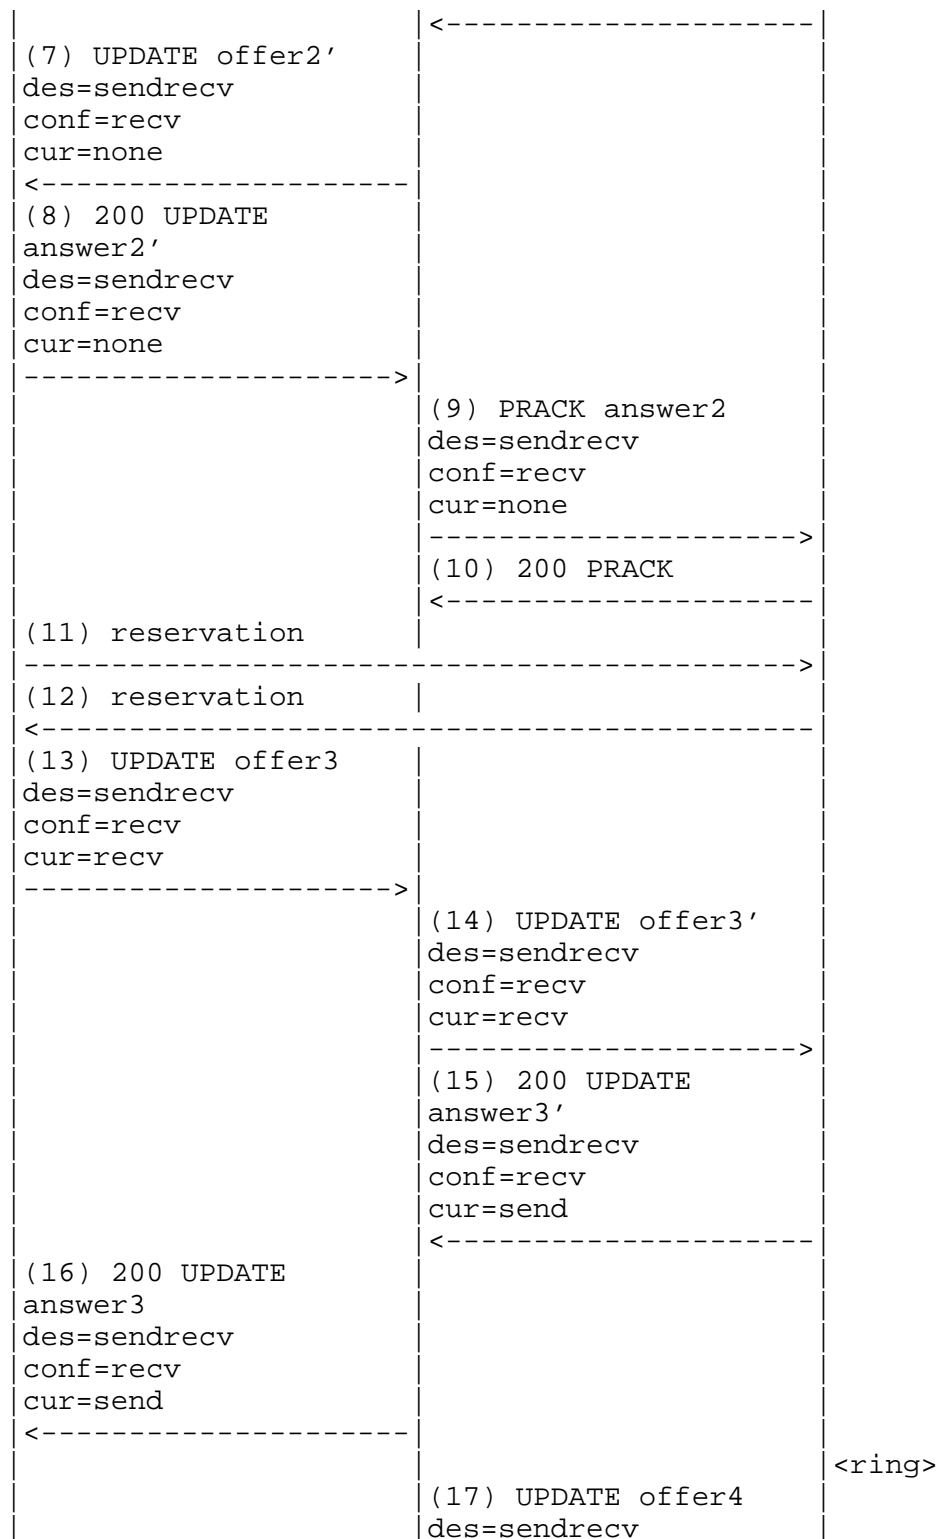 |                      |<---------------------|
|(7) UPDATE offer2'    |                      |
|des=sendrecv          |                      |
|conf=recv             |                      |
|cur=none              |                      |
|<---------------------|                      |
|(8) 200 UPDATE        |                      |
|answer2'              |                      |
|des=sendrecv          |                      |
|conf=recv             |                      |
|cur=none              |                      |
|--------------------->|                      |
|                      |(9) PRACK answer2     |
|                      |des=sendrecv          |
|                      |conf=recv             |
|                      |cur=none              |
|                      |--------------------->|
|                      |(10) 200 PRACK        |
|                      |<---------------------|
|(11) reservation      |                      |
|-------------------------------------------->|
|(12) reservation      |                      |
|<--------------------------------------------|
|(13) UPDATE offer3    |                      |
|des=sendrecv          |                      |
|conf=recv             |                      |
|cur=recv              |                      |
|--------------------->|                      |
|                      |(14) UPDATE offer3'   |
|                      |des=sendrecv          |
|                      |conf=recv             |
|                      |cur=recv              |
|                      |--------------------->|
|                      |(15) 200 UPDATE       |
|                      |answer3'              |
|                      |des=sendrecv          |
|                      |conf=recv             |
|                      |cur=send              |
|                      |<---------------------|
|(16) 200 UPDATE       |                      |
|answer3               |                      |
|des=sendrecv          |                      |
|conf=recv             |                      |
|cur=send              |                      |
|<---------------------|                      |
|                      |                      |<ring>
|                      |(17) UPDATE offer4    |
|                      |des=sendrecv          |